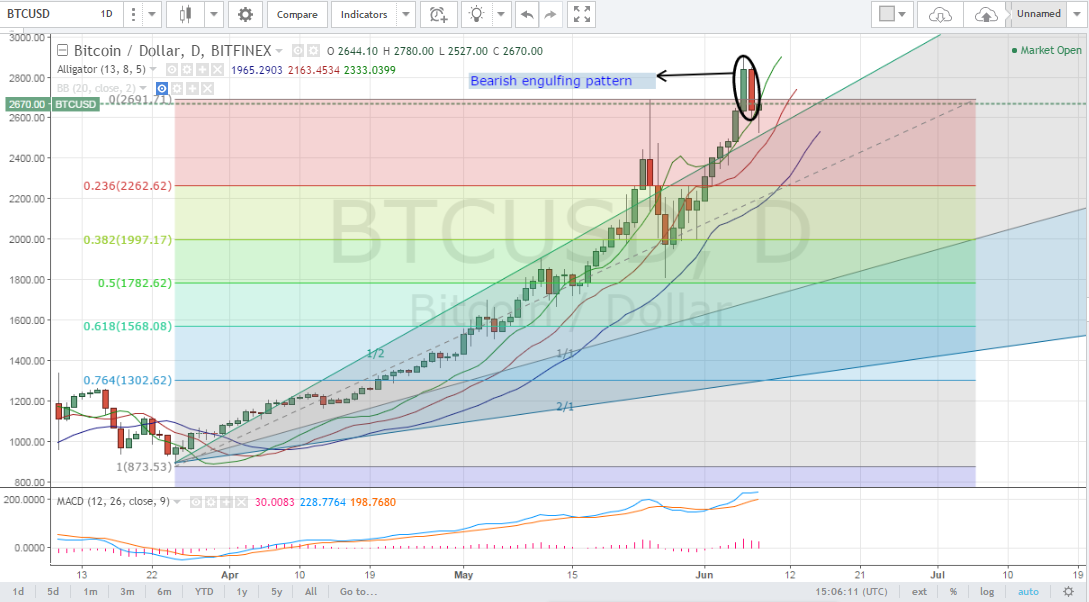 BTCUSD 1D Compare Indicators Unnamed
Bitcoin / Dollar, D, BITFINEX O 2644.10 H 2780.00 L 2527.00 C 2670.00
Market Open
Alligator (13, 8, 5) 1965.2903 2163.4534 2333.0399
BB (20, close, 2)
Bearish engulfing pattern
3000.00
2800.00
2670.00 BTCUSD
2600.00
2400.00
2200.00
2000.00
1800.00
1600.00
1400.00
1200.00
1000.00
800.00
0(2691.71)
0.236(2262.62)
0.382(1997.17)
0.5(1782.62)
0.618(1568.08)
0.764(1302.62)
1(873.53)
1/2
1/1
2/1
BTCUSD, D
Bitcoin / Dollar
MACD (12, 26, close, 9) 30.0083 228.7764 198.7680
200.0000
0.0000
13 22 Apr 10 19 May 15 Jun 12 21 Jul 10 19
1d 5d 1m 3m 6m YTD 1y 5y All Go to... 15:06:11 (UTC) ext % log auto